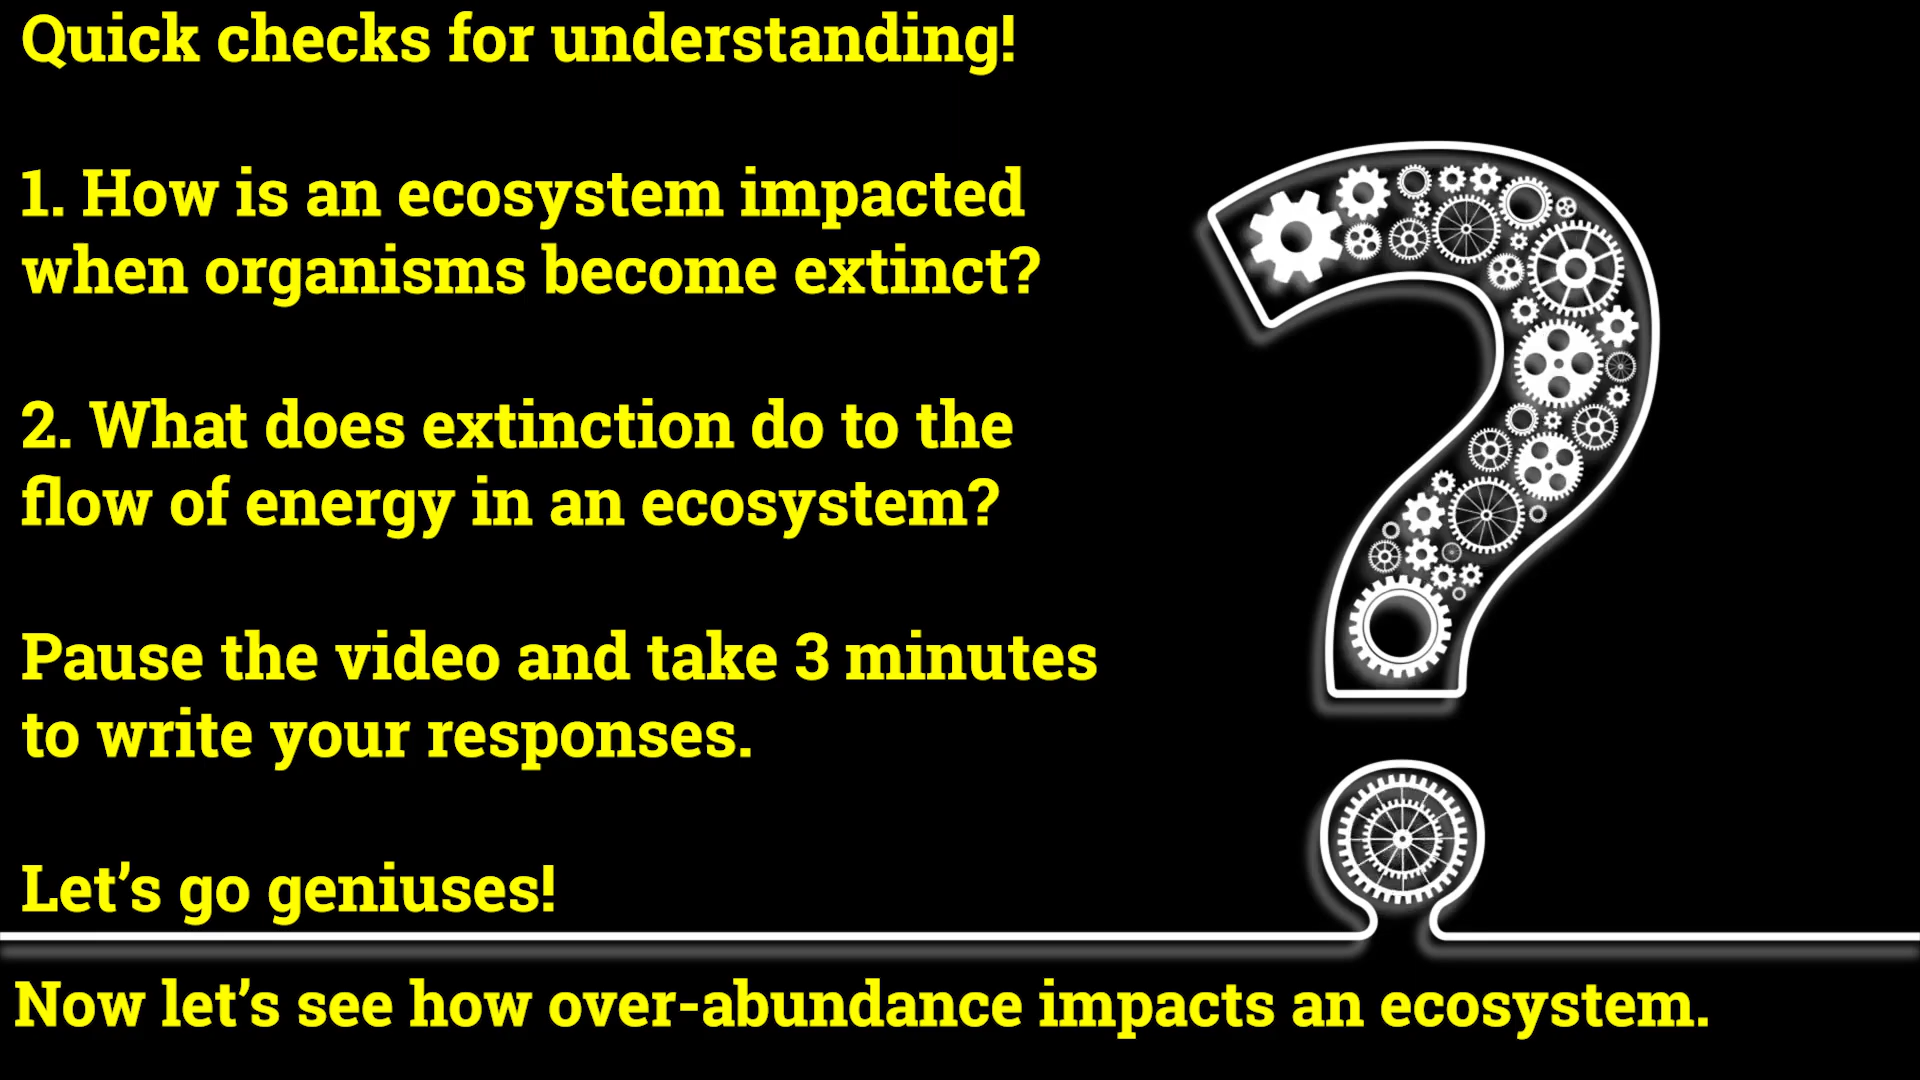 Quick checks for understanding!
1. How is an ecosystem impacted
when organisms become extinct?
2. What does extinction do to the
flow of energy in an ecosystem?
Pause the video and take 3 minutes
to write your responses.
Let’s go geniuses!
Now let’s see how over-abundance impacts an ecosystem.